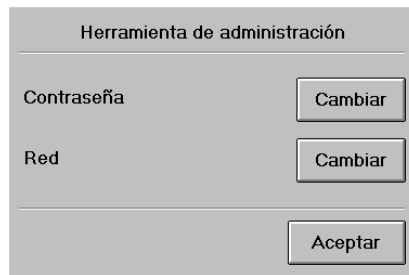 Herramienta de administración
Contraseña Cambiar
Red Cambiar
Aceptar